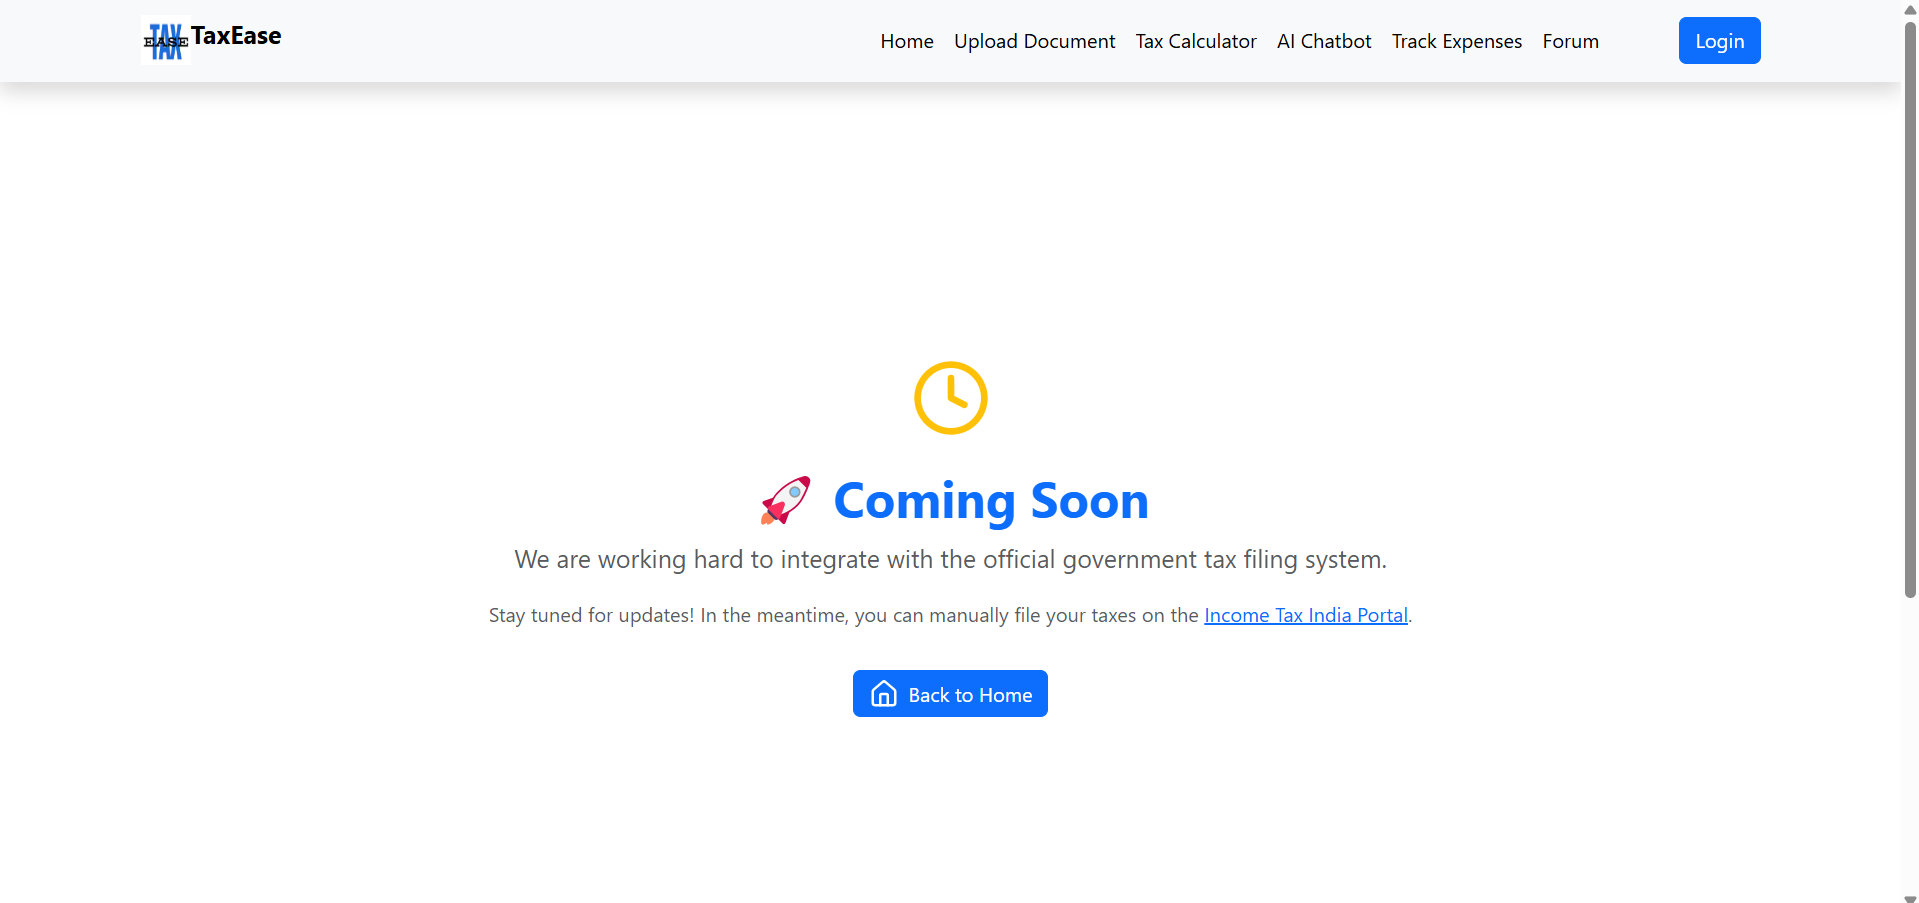 TAX
EASE
TaxEase
Home Upload Document Tax Calculator AI Chatbot Track Expenses Forum Login
🚀 Coming Soon
We are working hard to integrate with the official government tax filing system.
Stay tuned for updates! In the meantime, you can manually file your taxes on the Income Tax India Portal.
Back to Home